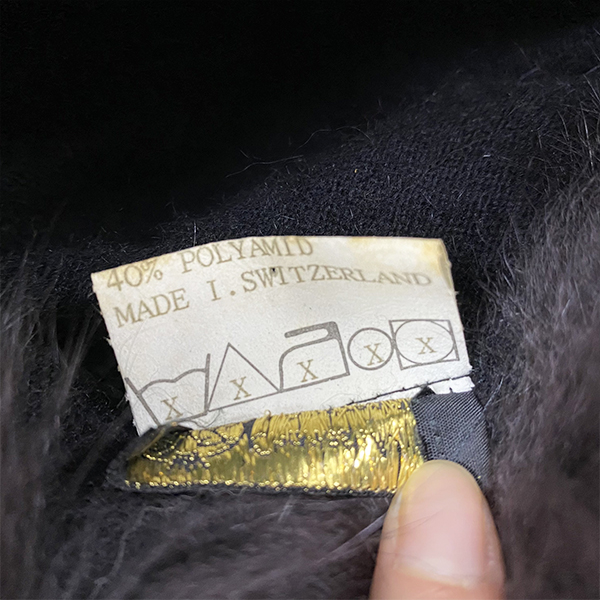 40% POLYAMID
MADE I.SWITZERLAND
X X X X X